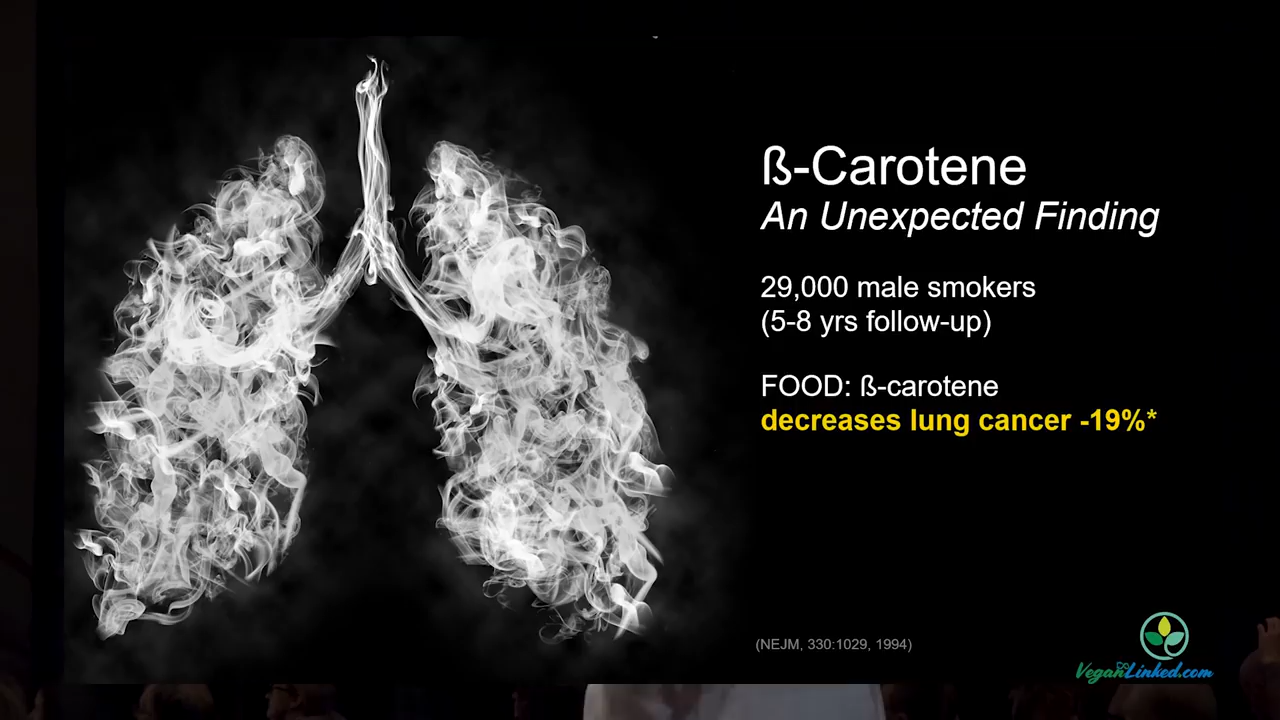 ß-Carotene
An Unexpected Finding
29,000 male smokers
(5-8 yrs follow-up)
FOOD: ß-carotene
decreases lung cancer -19%*
(NEJM, 330:1029, 1994)
VeganLinked.com